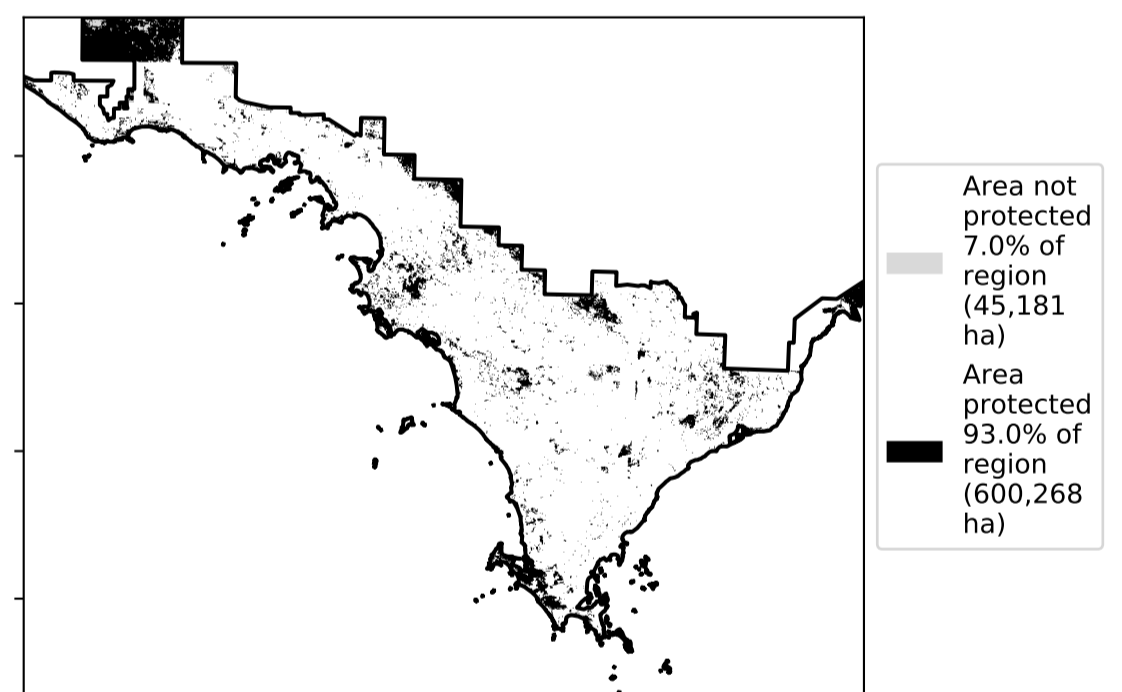 Area not
protected
7.0% of
region
(45,181
ha)
Area
protected
93.0% of
region
(600,268
ha)